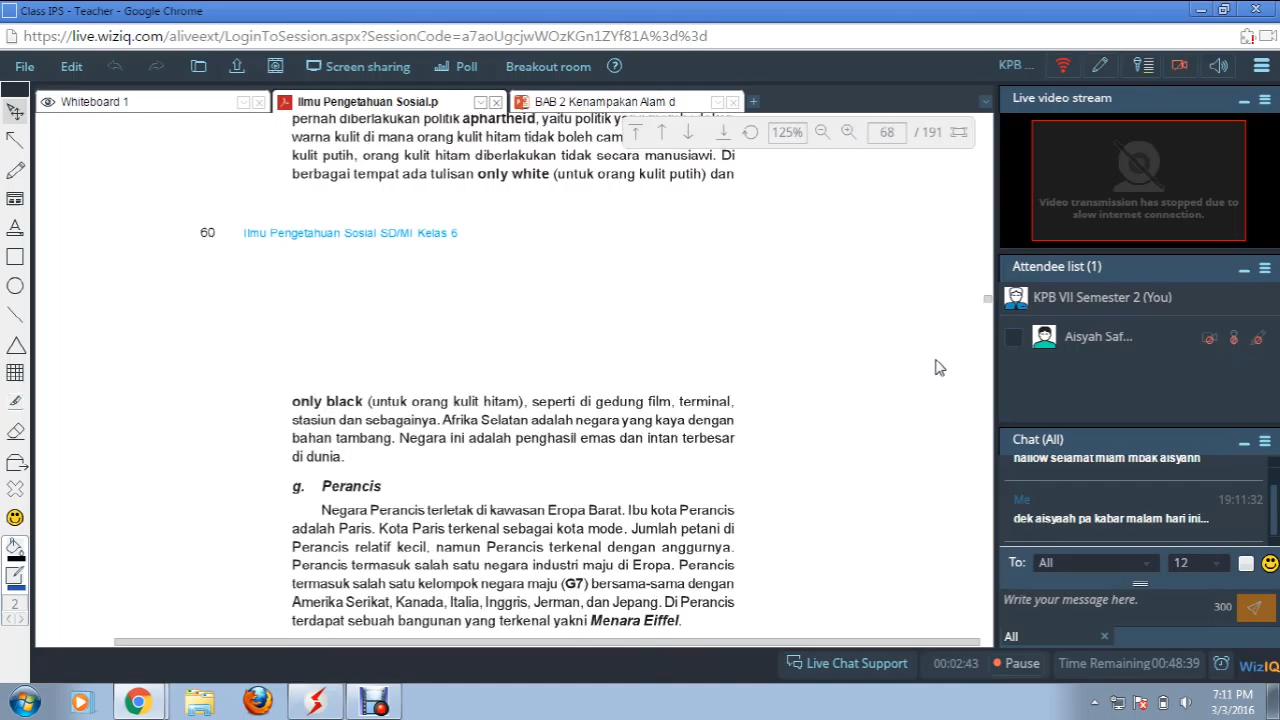 Class IPS - Teacher - Google Chrome
https://live.wiziq.com/aliveext/LoginToSession.aspx?SessionCode=a7aoUgcjwWOzKGn1ZYf81A%3d%3d
File Edit Screen sharing Poll Breakout room KPB ...
Whiteboard 1 Ilmu Pengetahuan Sosial.p BAB 2 Kenampakan Alam d
125% 68 / 191
pernah diberlakukan politik aphartheid, yaitu politik
warna kulit di mana orang kulit hitam tidak boleh
kulit putih, orang kulit hitam diberlakukan tidak secara manusiawi. Di
berbagai tempat ada tulisan only white (untuk orang kulit putih) dan
60 Ilmu Pengetahuan Sosial SD/MI Kelas 6
only black (untuk orang kulit hitam), seperti di gedung film, terminal,
stasiun dan sebagainya. Afrika Selatan adalah negara yang kaya dengan
bahan tambang. Negara ini adalah penghasil emas dan intan terbesar
di dunia.
g. Perancis
Negara Perancis terletak di kawasan Eropa Barat. Ibu kota Perancis
adalah Paris. Kota Paris terkenal sebagai kota mode. Jumlah petani di
Perancis relatif kecil, namun Perancis terkenal dengan anggurnya.
Perancis termasuk salah satu negara industri maju di Eropa. Perancis
termasuk salah satu kelompok negara maju (G7) bersama-sama dengan
Amerika Serikat, Kanada, Italia, Inggris, Jerman, dan Jepang. Di Perancis
terdapat sebuah bangunan yang terkenal yakni Menara Eiffel.
2
Live video stream
Video transmission has stopped due to
slow internet connection.
Attendee list (1)
KPB VII Semester 2 (You)
Aisyah Saf...
Chat (All)
hallow selamat mlam mbak aisyahh
Me 19:11:32
dek aisyaah pa kabar malam hari ini...
To: All 12
Write your message here. 300
All
Live Chat Support 00:02:43 Pause Time Remaining 00:48:39 WizIQ
7:11 PM
3/3/2016